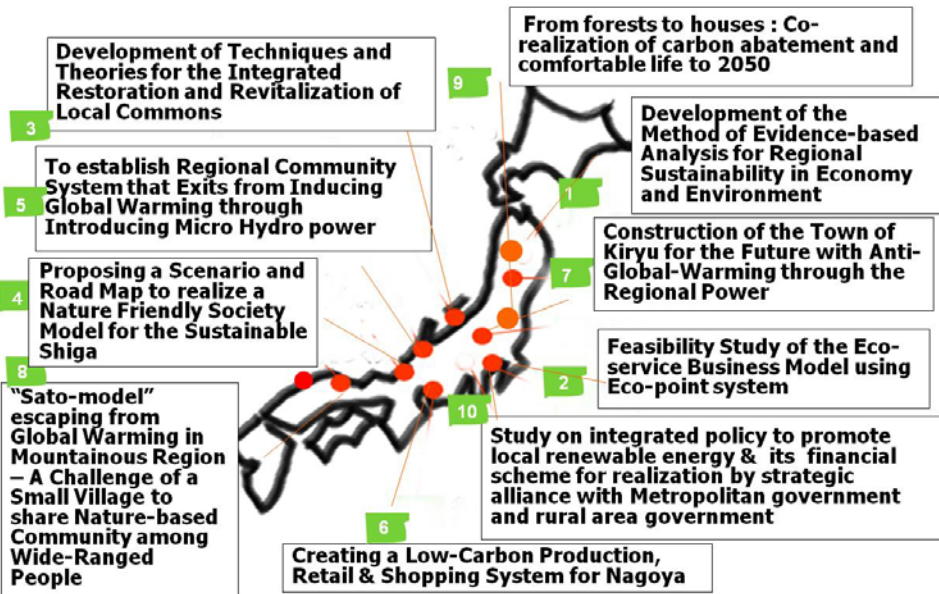 From forests to houses : Co-
realization of carbon abatement and
comfortable life to 2050
9
Development of Techniques and
Theories for the Integrated
Restoration and Revitalization of
Local Commons
3
Development of the
Method of Evidence-based
Analysis for Regional
Sustainability in Economy
and Environment
1
To establish Regional Community
System that Exits from Inducing
Global Warming through
Introducing Micro Hydro power
5
Construction of the Town of
Kiryu for the Future with Anti-
Global-Warming through the
Regional Power
7
Proposing a Scenario and
Road Map to realize a
Nature Friendly Society
Model for the Sustainable
Shiga
4
Feasibility Study of the Eco-
service Business Model using
Eco-point system
2
8
"Sato-model"
escaping from
Global Warming in
Mountainous Region
– A Challenge of a
Small Village to
share Nature-based
Community among
Wide-Ranged
People
10
Study on integrated policy to promote
local renewable energy & its financial
scheme for realization by strategic
alliance with Metropolitan government
and rural area government
6
Creating a Low-Carbon Production,
Retail & Shopping System for Nagoya